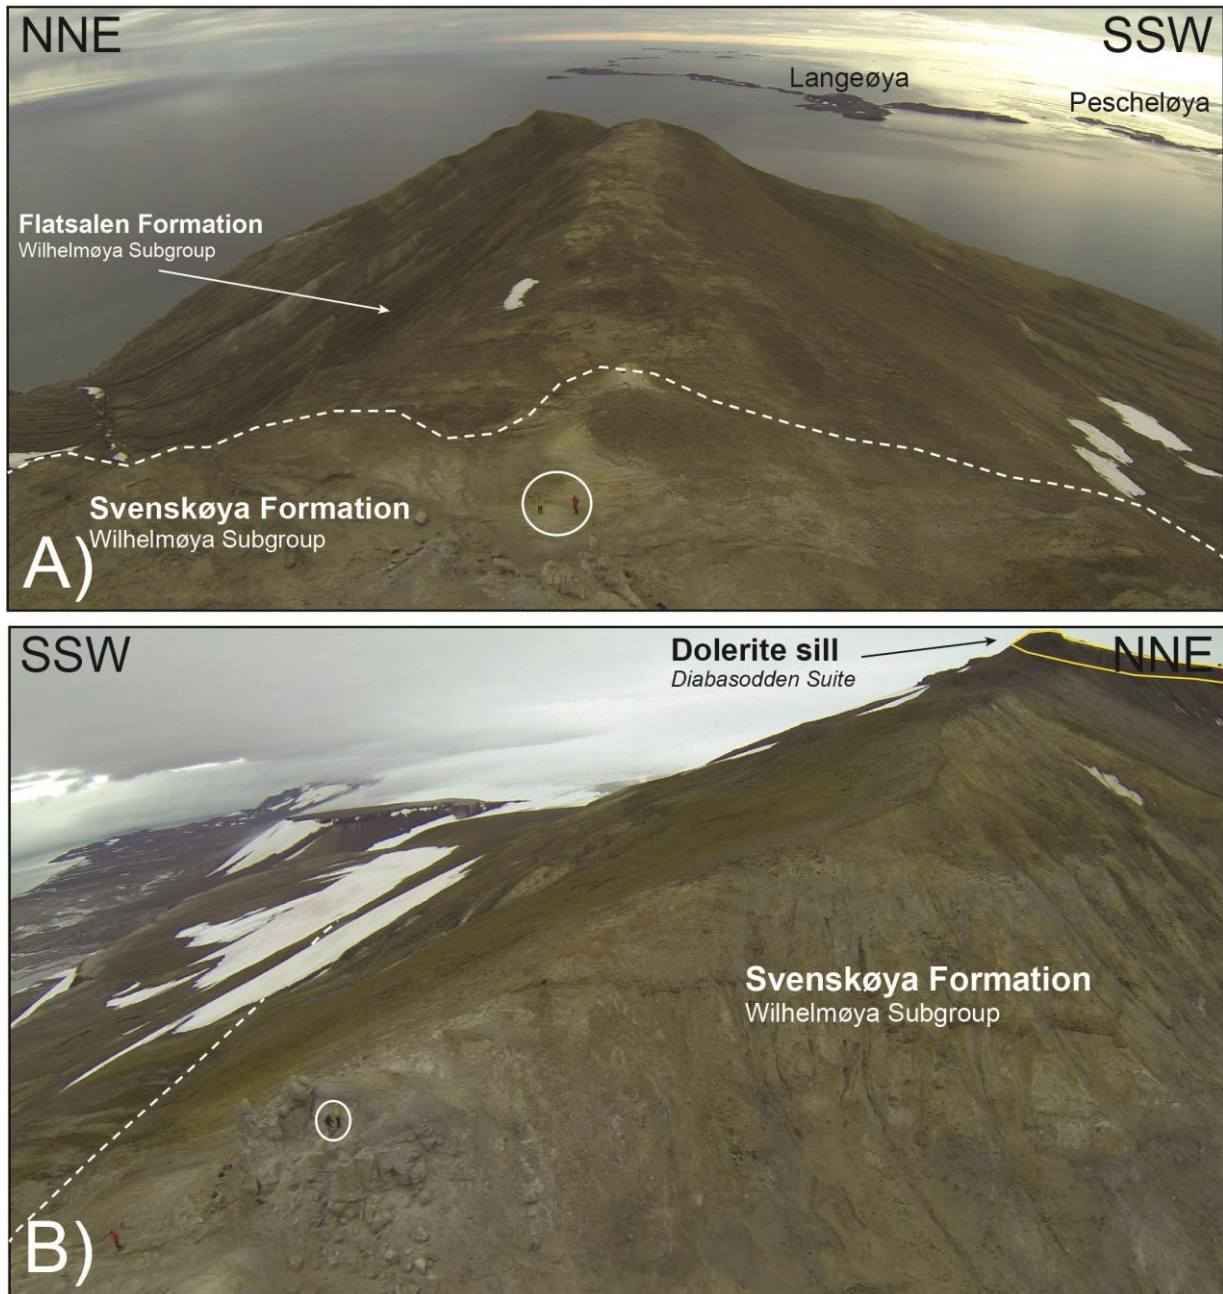 NNE
SSW
Langeøya
Pescheløya
Flatsalen Formation
Wilhelmøya Subgroup
Svenskøya Formation
Wilhelmøya Subgroup
A)
SSW
Dolerite sill
NNE
Diabasodden Suite
Svenskøya Formation
Wilhelmøya Subgroup
B)